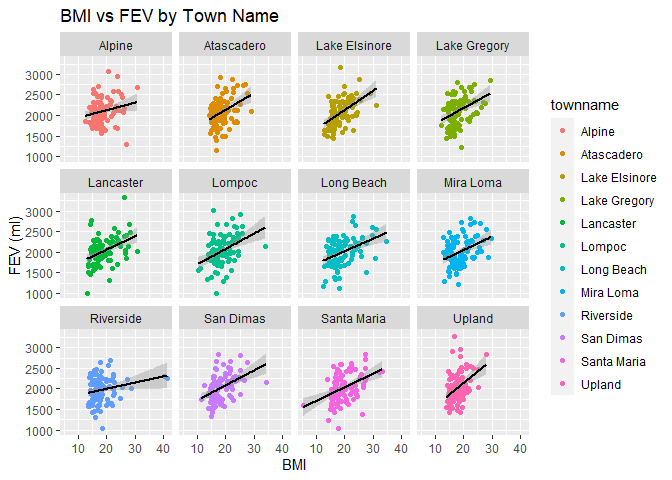 BMI vs FEV by Town Name
Alpine Atascadero Lake Elsinore Lake Gregory
3000
2500
2000
1500
1000
Lancaster Lompoc Long Beach Mira Loma
3000
2500
2000
1500
1000
Riverside San Dimas Santa Maria Upland
3000
2500
2000
1500
1000
10 20 30 40 10 20 30 40 10 20 30 40 10 20 30 40
BMI
FEV (ml)
townname
Alpine
Atascadero
Lake Elsinore
Lake Gregory
Lancaster
Lompoc
Long Beach
Mira Loma
Riverside
San Dimas
Santa Maria
Upland